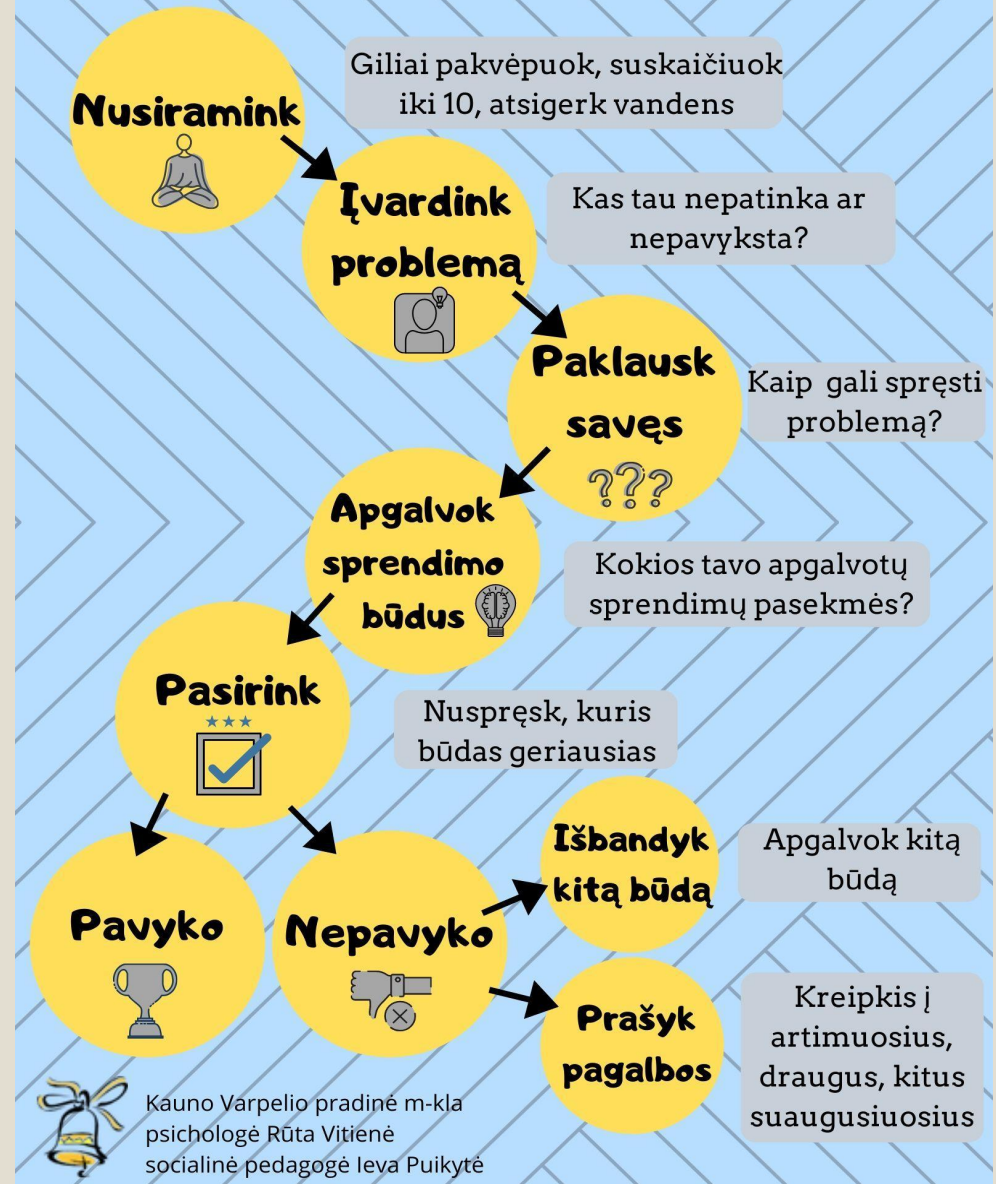 Nusiramink
Giliai pakvėpuok, suskaičiuok
iki 10, atsigerk vandens
Įvardink
problemą
Kas tau nepatinka ar
nepavyksta?
Paklausk
savęs
???
Kaip gali spręsti
problemą?
Apgalvok
sprendimo
būdus
Kokios tavo apgalvotų
sprendimų pasekmės?
Pasirink
Nuspręsk, kuris
būdas geriausias
Pavyko
Nepavyko
Išbandyk
kitą būdą
Apgalvok kitą
būdą
Prašyk
pagalbos
Kreipkis į
artimuosius,
draugus, kitus
suaugusiuosius
Kauno Varpelio pradinė m-kla
psichologė Rūta Vitienė
socialinė pedagogė Ieva Puikytė